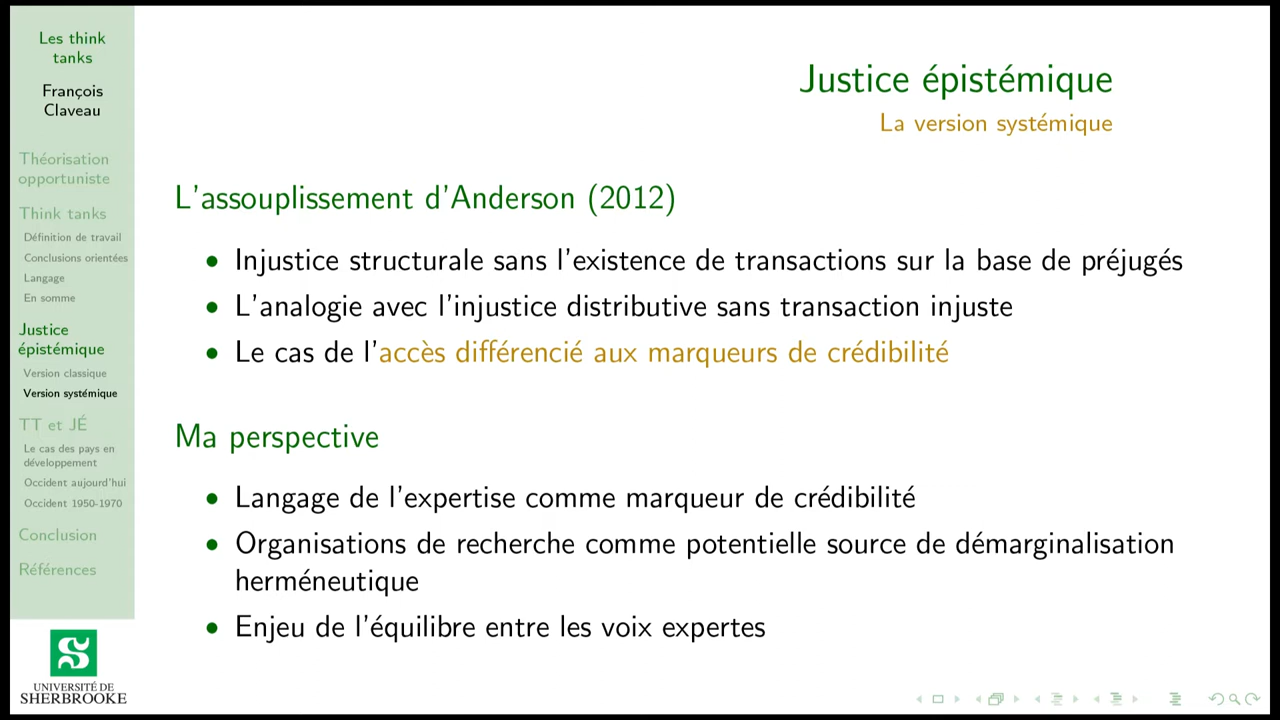 Les think
tanks
François
Claveau
Théorisation
opportuniste
Think tanks
Définition de travail
Conclusions orientées
Langage
En somme
Justice
épistémique
Version classique
Version systémique
TT et JÉ
Le cas des pays en
développement
Occident aujourd'hui
Occident 1950-1970
Conclusion
Références
UNIVERSITÉ DE
SHERBROOKE
Justice épistémique
La version systémique
L'assouplissement d'Anderson (2012)
• Injustice structurale sans l'existence de transactions sur la base de préjugés
• L'analogie avec l'injustice distributive sans transaction injuste
• Le cas de l'accès différencié aux marqueurs de crédibilité
Ma perspective
• Langage de l'expertise comme marqueur de crédibilité
• Organisations de recherche comme potentielle source de démarginalisation
herméneutique
• Enjeu de l'équilibre entre les voix expertes